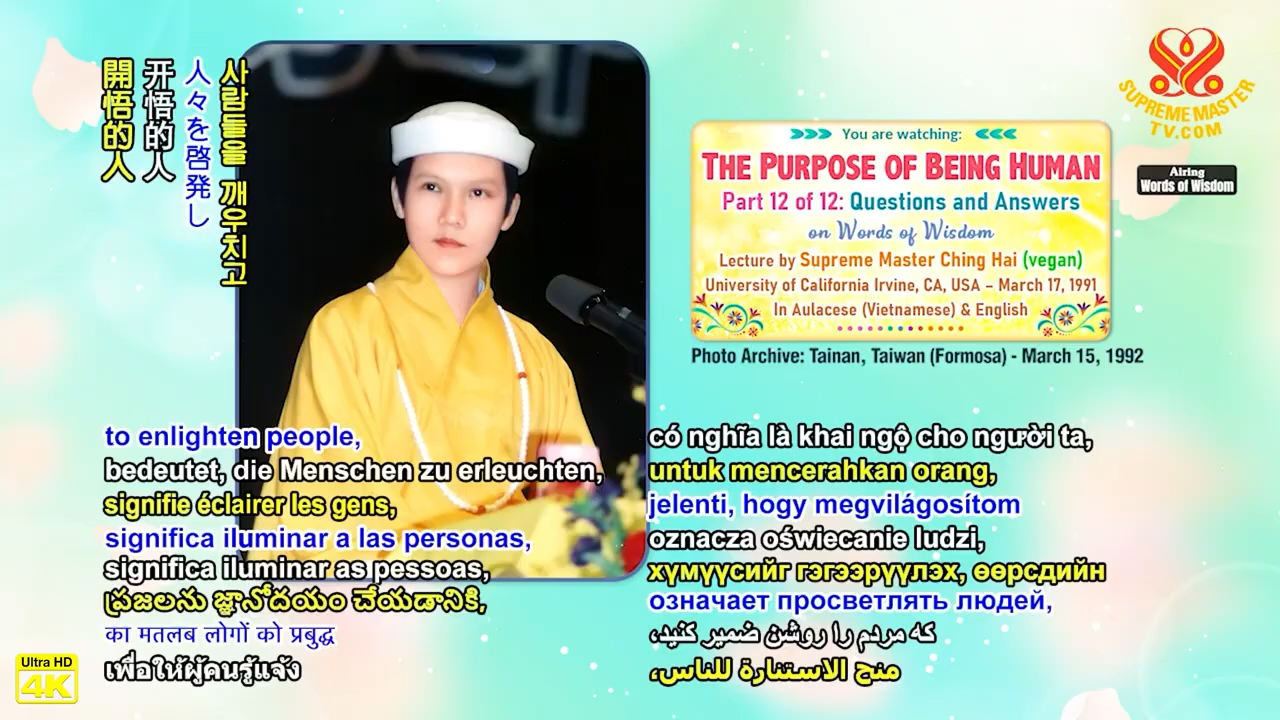 開悟的人
开悟的人
人々を啓発し
사람들을 깨우치고
SUPREME MASTER
TV.COM
Airing
Words of Wisdom
You are watching:
THE PURPOSE OF BEING HUMAN
Part 12 of 12: Questions and Answers
on Words of Wisdom
Lecture by Supreme Master Ching Hai (vegan)
University of California Irvine, CA, USA – March 17, 1991
In Aulacese (Vietnamese) & English
Photo Archive: Tainan, Taiwan (Formosa) - March 15, 1992
to enlighten people,
bedeutet, die Menschen zu erleuchten,
signifie éclairer les gens,
significa iluminar a las personas,
significa iluminar as pessoas,
ప్రజలను జ్ఞానోదయం చేయడానికి,
का मतलब लोगों को प्रबुद्ध
เพื่อให้ผู้คนรู้แจ้ง
có nghĩa là khai ngộ cho người ta,
untuk mencerahkan orang,
jelenti, hogy megvilágosítom
oznacza oświecanie ludzi,
хүмүүсийг гэгээрүүлэх, өөрсдийн
означает просветлять людей,
که مردم را روشن ضمیر کنید،
منح الاستنارة للناس،
Ultra HD
4K